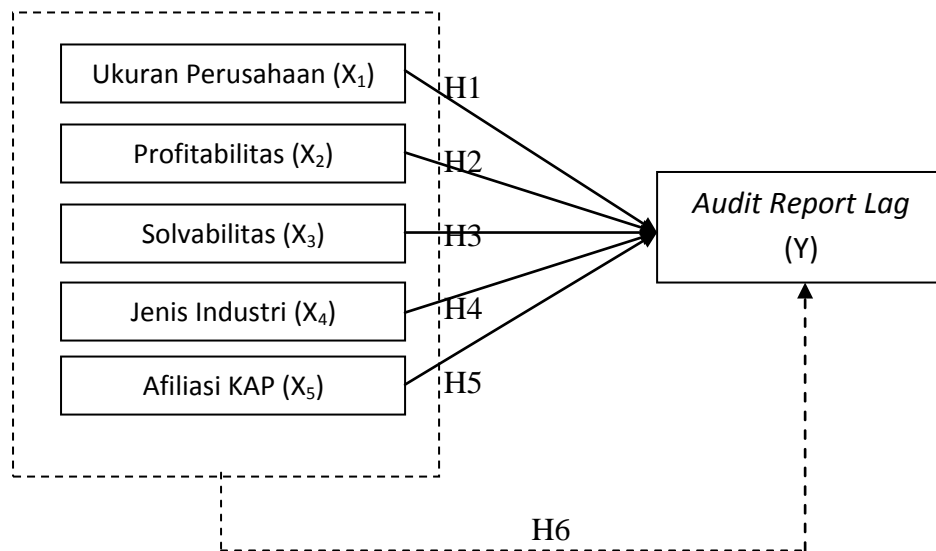 Ukuran Perusahaan (X₁)
H1
Profitabilitas (X₂)
H2
Solvabilitas (X₃)
H3
Jenis Industri (X₄)
H4
Afiliasi KAP (X₅)
H5
Audit Report Lag
(Y)
H6